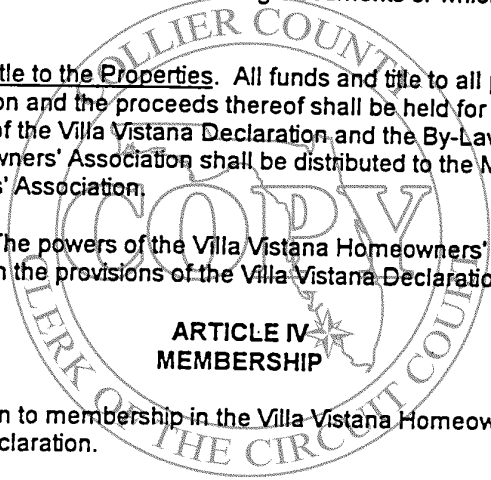 tle to the Properties. All funds and title to all
on and the proceeds thereof shall be held for
of the Villa Vistana Declaration and the By-Law
wners' Association shall be distributed to the M
s' Association.
The powers of the Villa Vistana Homeowners'
n the provisions of the Villa Vistana Declaratio
ARTICLE IV
MEMBERSHIP
n to membership in the Villa Vistana Homeow
claration.
COLLIER COUNTY
COPY
CLERK OF THE CIRCUIT COURT